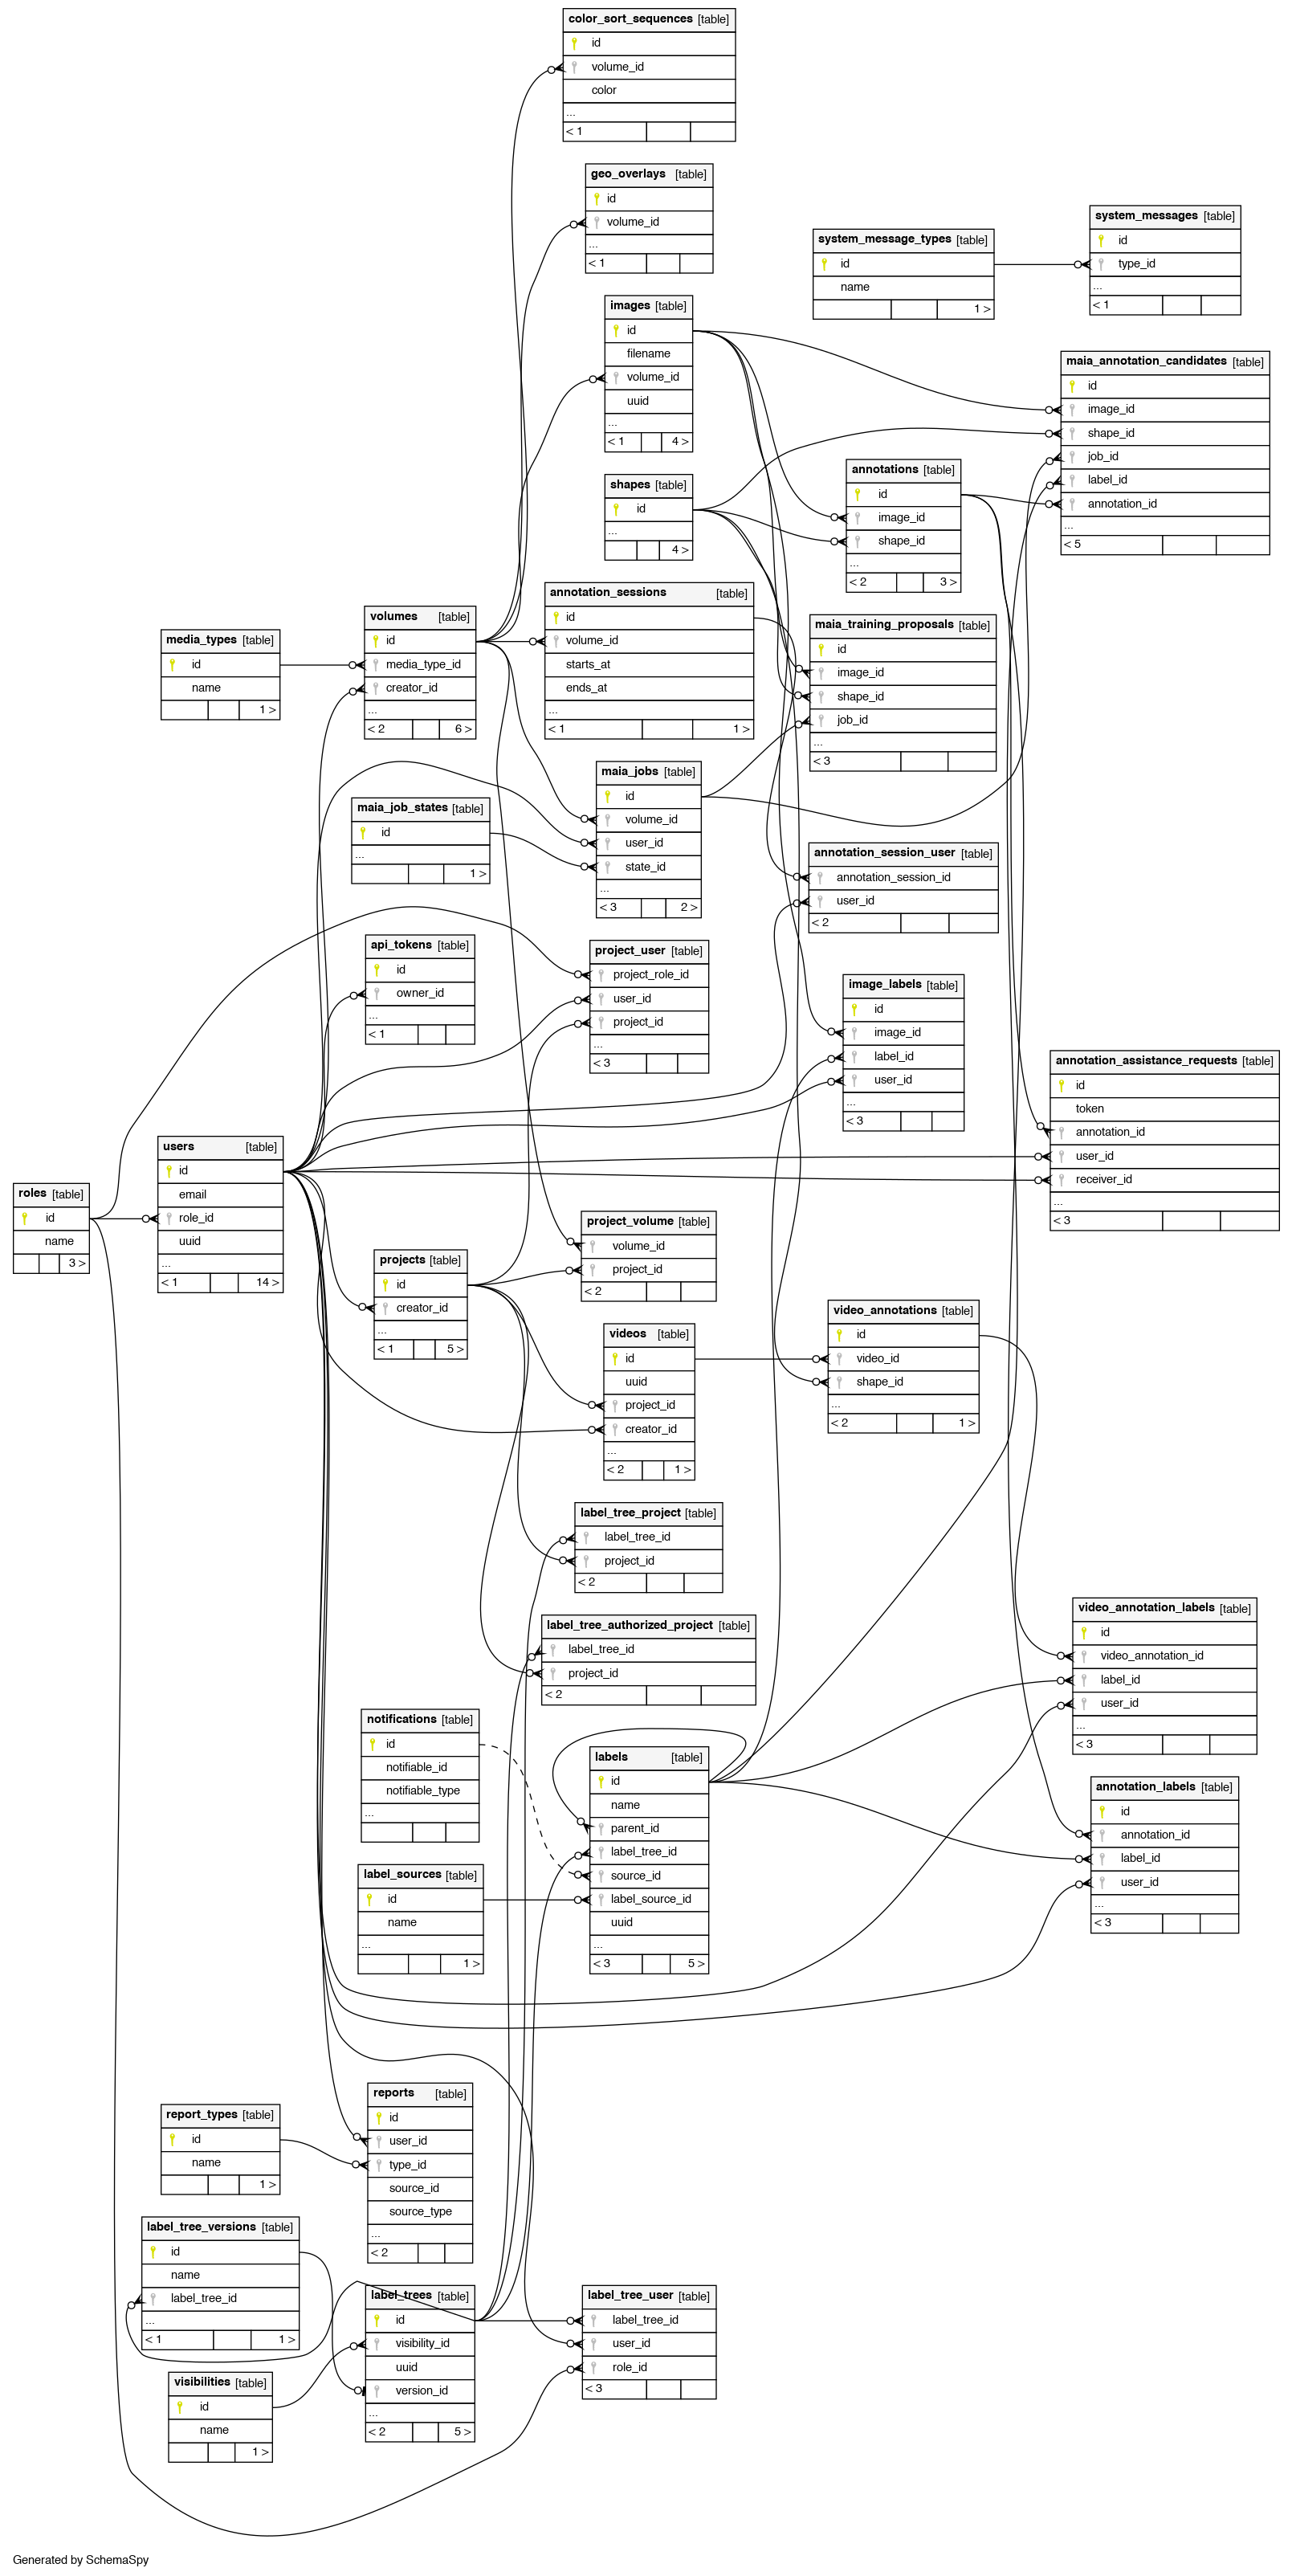 color_sort_sequences [table]
id
volume_id
color
...
< 1
geo_overlays [table]
id
volume_id
...
< 1
system_messages [table]
id
type_id
...
< 1
system_message_types [table]
id
name
1 >
images [table]
id
filename
volume_id
uuid
...
< 1 4 >
maia_annotation_candidates [table]
id
image_id
shape_id
job_id
label_id
annotation_id
...
< 5
annotations [table]
id
image_id
shape_id
...
< 2 3 >
shapes [table]
id
...
4 >
annotation_sessions [table]
id
volume_id
starts_at
ends_at
...
< 1 1 >
volumes [table]
id
media_type_id
creator_id
...
< 2 6 >
media_types [table]
id
name
1 >
maia_training_proposals [table]
id
image_id
shape_id
job_id
...
< 3
maia_jobs [table]
id
volume_id
user_id
state_id
...
< 3 2 >
maia_job_states [table]
id
...
1 >
annotation_session_user [table]
annotation_session_id
user_id
< 2
api_tokens [table]
id
owner_id
...
< 1
project_user [table]
project_role_id
user_id
project_id
...
< 3
image_labels [table]
id
image_id
label_id
user_id
...
< 3
annotation_assistance_requests [table]
id
token
annotation_id
user_id
receiver_id
...
< 3
users [table]
id
email
role_id
uuid
...
< 1 14 >
roles [table]
id
name
3 >
project_volume [table]
volume_id
project_id
< 2
projects [table]
id
creator_id
...
< 1 5 >
video_annotations [table]
id
video_id
shape_id
...
< 2 1 >
videos [table]
id
uuid
project_id
creator_id
...
< 2 1 >
label_tree_project [table]
label_tree_id
project_id
< 2
label_tree_authorized_project [table]
label_tree_id
project_id
< 2
video_annotation_labels [table]
id
video_annotation_id
label_id
user_id
...
< 3
notifications [table]
id
notifiable_id
notifiable_type
...
labels [table]
id
name
parent_id
label_tree_id
source_id
label_source_id
uuid
...
< 3 5 >
annotation_labels [table]
id
annotation_id
label_id
user_id
...
< 3
label_sources [table]
id
name
...
1 >
reports [table]
id
user_id
type_id
source_id
source_type
...
< 2
report_types [table]
id
name
1 >
label_tree_versions [table]
id
name
label_tree_id
...
< 1 1 >
label_trees [table]
id
visibility_id
uuid
version_id
...
< 2 5 >
label_tree_user [table]
label_tree_id
user_id
role_id
< 3
visibilities [table]
id
name
1 >
Generated by SchemaSpy